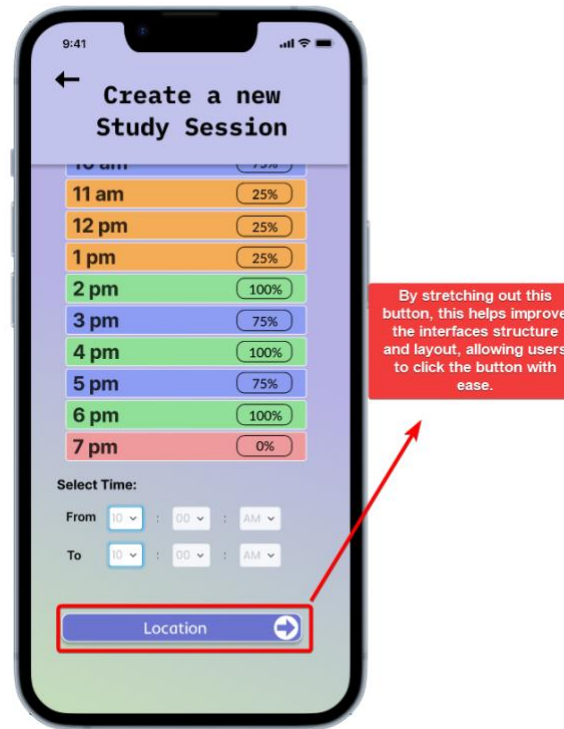 9:41
Create a new
Study Session
10 am 75%
11 am 25%
12 pm 25%
1 pm 25%
2 pm 100%
3 pm 75%
4 pm 100%
5 pm 75%
6 pm 100%
7 pm 0%
Select Time:
From 10 : 00 : AM
To 10 : 00 : AM
Location
By stretching out this
button, this helps improve
the interfaces structure
and layout, allowing users
to click the button with
ease.